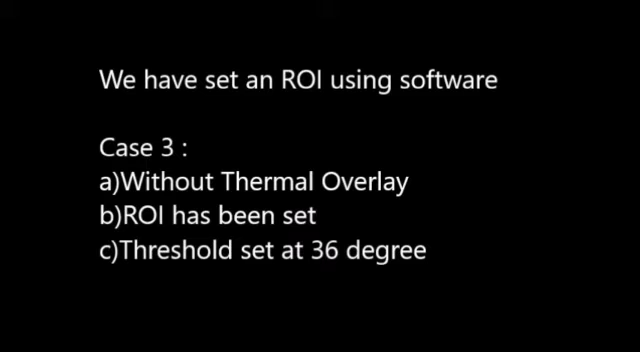 We have set an ROI using software
Case 3 :
a)Without Thermal Overlay
b)ROI has been set
c)Threshold set at 36 degree